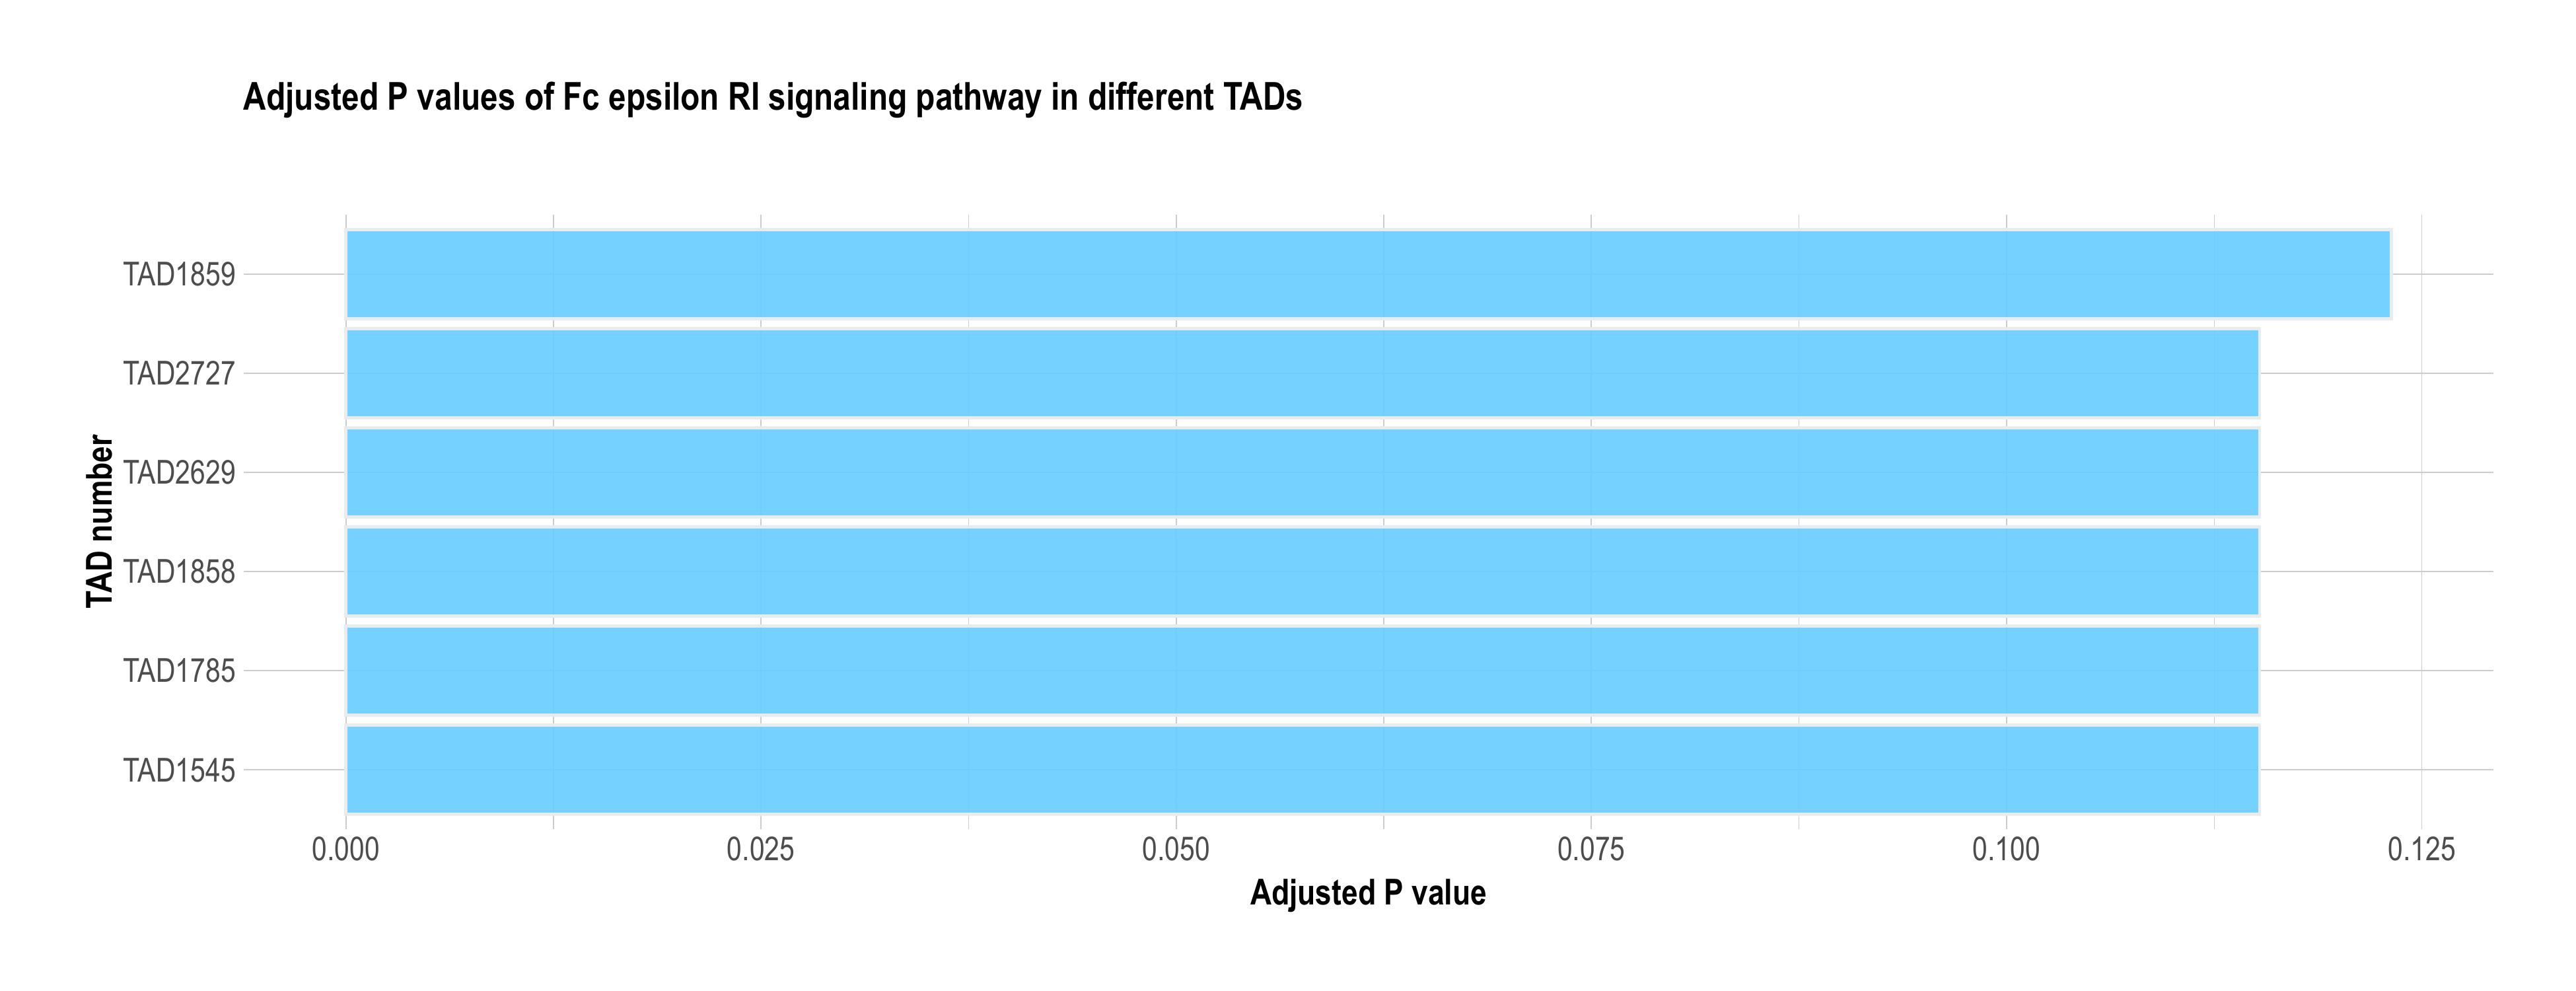 Adjusted P values of Fc epsilon RI signaling pathway in different TADs
TAD number
TAD1859
TAD2727
TAD2629
TAD1858
TAD1785
TAD1545
0.000 0.025 0.050 0.075 0.100 0.125
Adjusted P value